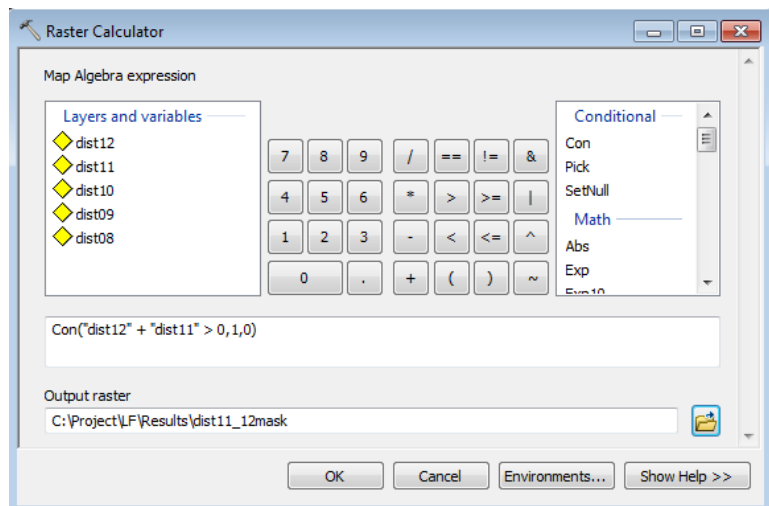 Raster Calculator
Map Algebra expression
Layers and variables
dist12
dist11
dist10
dist09
dist08
7 8 9 / == != &
4 5 6 * > >= |
1 2 3 - < <= ^
0 . + ( ) ~
Conditional
Con
Pick
SetNull
Math
Abs
Exp
Exp10
Con("dist12" + "dist11" > 0,1,0)
Output raster
C:\Project\LF\Results\dist11_12mask
OK Cancel Environments... Show Help >>